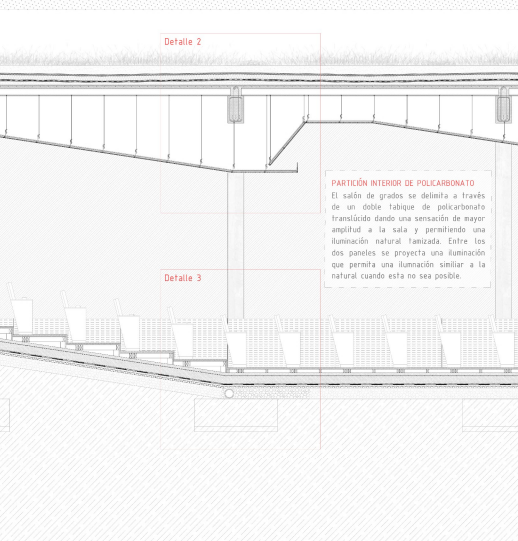 Detalle 2
PARTICIÓN INTERIOR DE POLICARBONATO
El salón de grados se delimita a través
de un doble tabique de policarbonato
translúcido dando una sensación de mayor
amplitud a la sala y permitiendo una
iluminación natural tamizada. Entre los
dos paneles se proyecta una iluminación
que permita una ilumnación similiar a la
natural cuando esta no sea posible.
Detalle 3